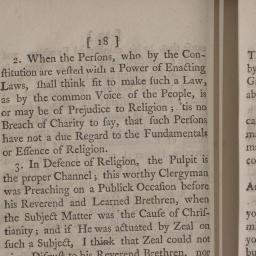 [ 18 ]
2. When the Perſons, who by the Con-
ſtitution are veſted with a Power of Enacting
Laws, ſhall think fit to make ſuch a Law,
as by the common Voice of the People, is
or may be of Prejudice to Religion; 'tis no
Breach of Charity to ſay, that ſuch Perſons
have not a due Regard to the Fundamentals
or Eſſence of Religion.
3. In Defence of Religion, the Pulpit is
the proper Channel; this worthy Clergyman
was Preaching on a Publick Occaſion before
his Reverend and Learned Brethren, when
the Subject Matter was the Cauſe of Chriſ-
tianity; and if He was actuated by Zeal on
ſuch a Subject, I think that Zeal could not
to his Reverend Brethren, nor